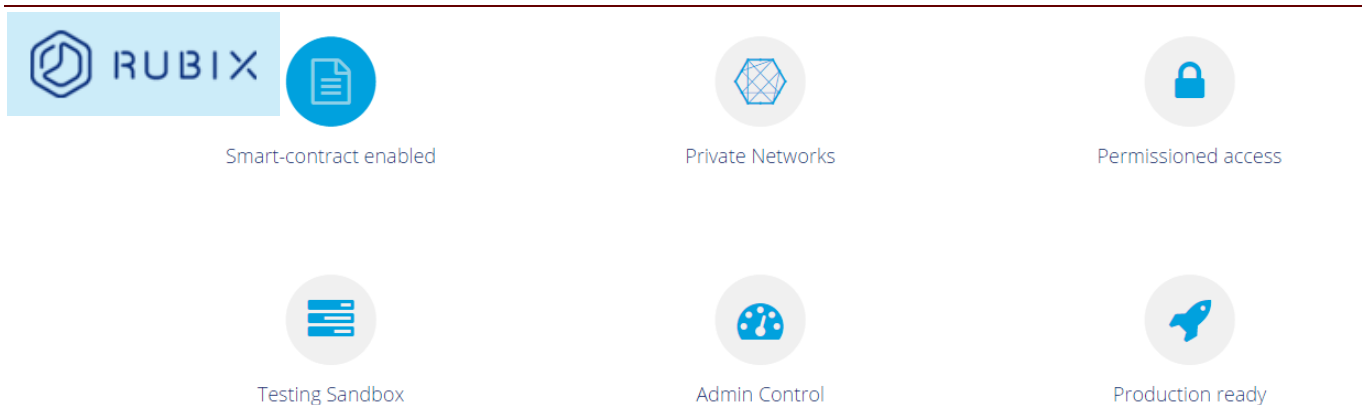 RUBIX
Smart-contract enabled
Private Networks
Permissioned access
Testing Sandbox
Admin Control
Production ready